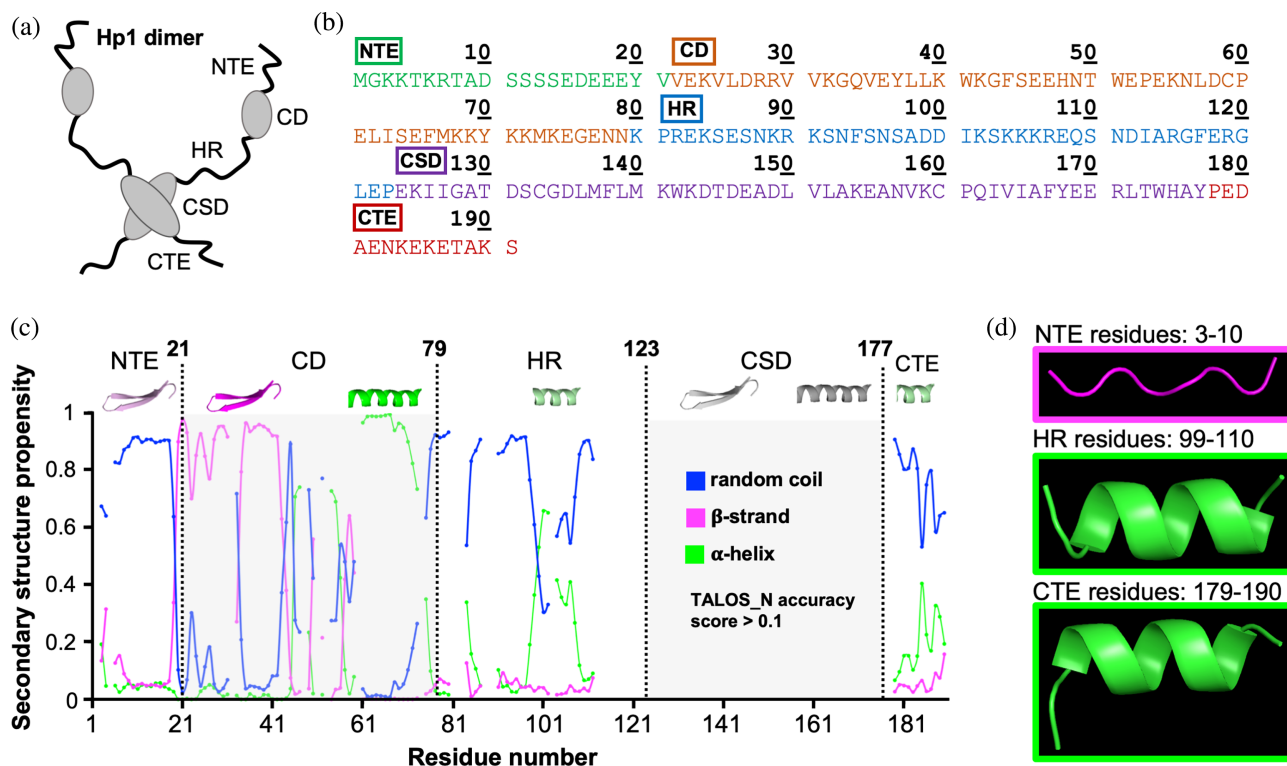 (a)
Hp1 dimer
NTE
CD
HR
CSD
CTE
(b)
NTE 10 20 CD 30 40 50 60
MGKKTKRTAD SSSSEDEEEY VVEKVLDRRV VKGQVEYLLK WKGFSEEHNT WEPEKNLDCP
70 80 HR 90 100 110 120
ELISEFMKKY KKMKEGENNK PREKSESNKR KSNFSNSADD IKSKKKREQS NDIARGFERG
CSD 130 140 150 160 170 180
LEPEKIIGAT DSCGDLMFLM KWKDTDEADL VLAKEANVKC PQIVIAFYEE RLTWHAYPED
CTE 190
AENKEKETAK S
(c)
NTE 21 CD 79 HR 123 CSD 177 CTE
Secondary structure propensity
1
0.8
0.6
0.4
0.2
0
random coil
β-strand
α-helix
TALOS_N accuracy
score > 0.1
1 21 41 61 81 101 121 141 161 181
Residue number
(d)
NTE residues: 3-10
HR residues: 99-110
CTE residues: 179-190